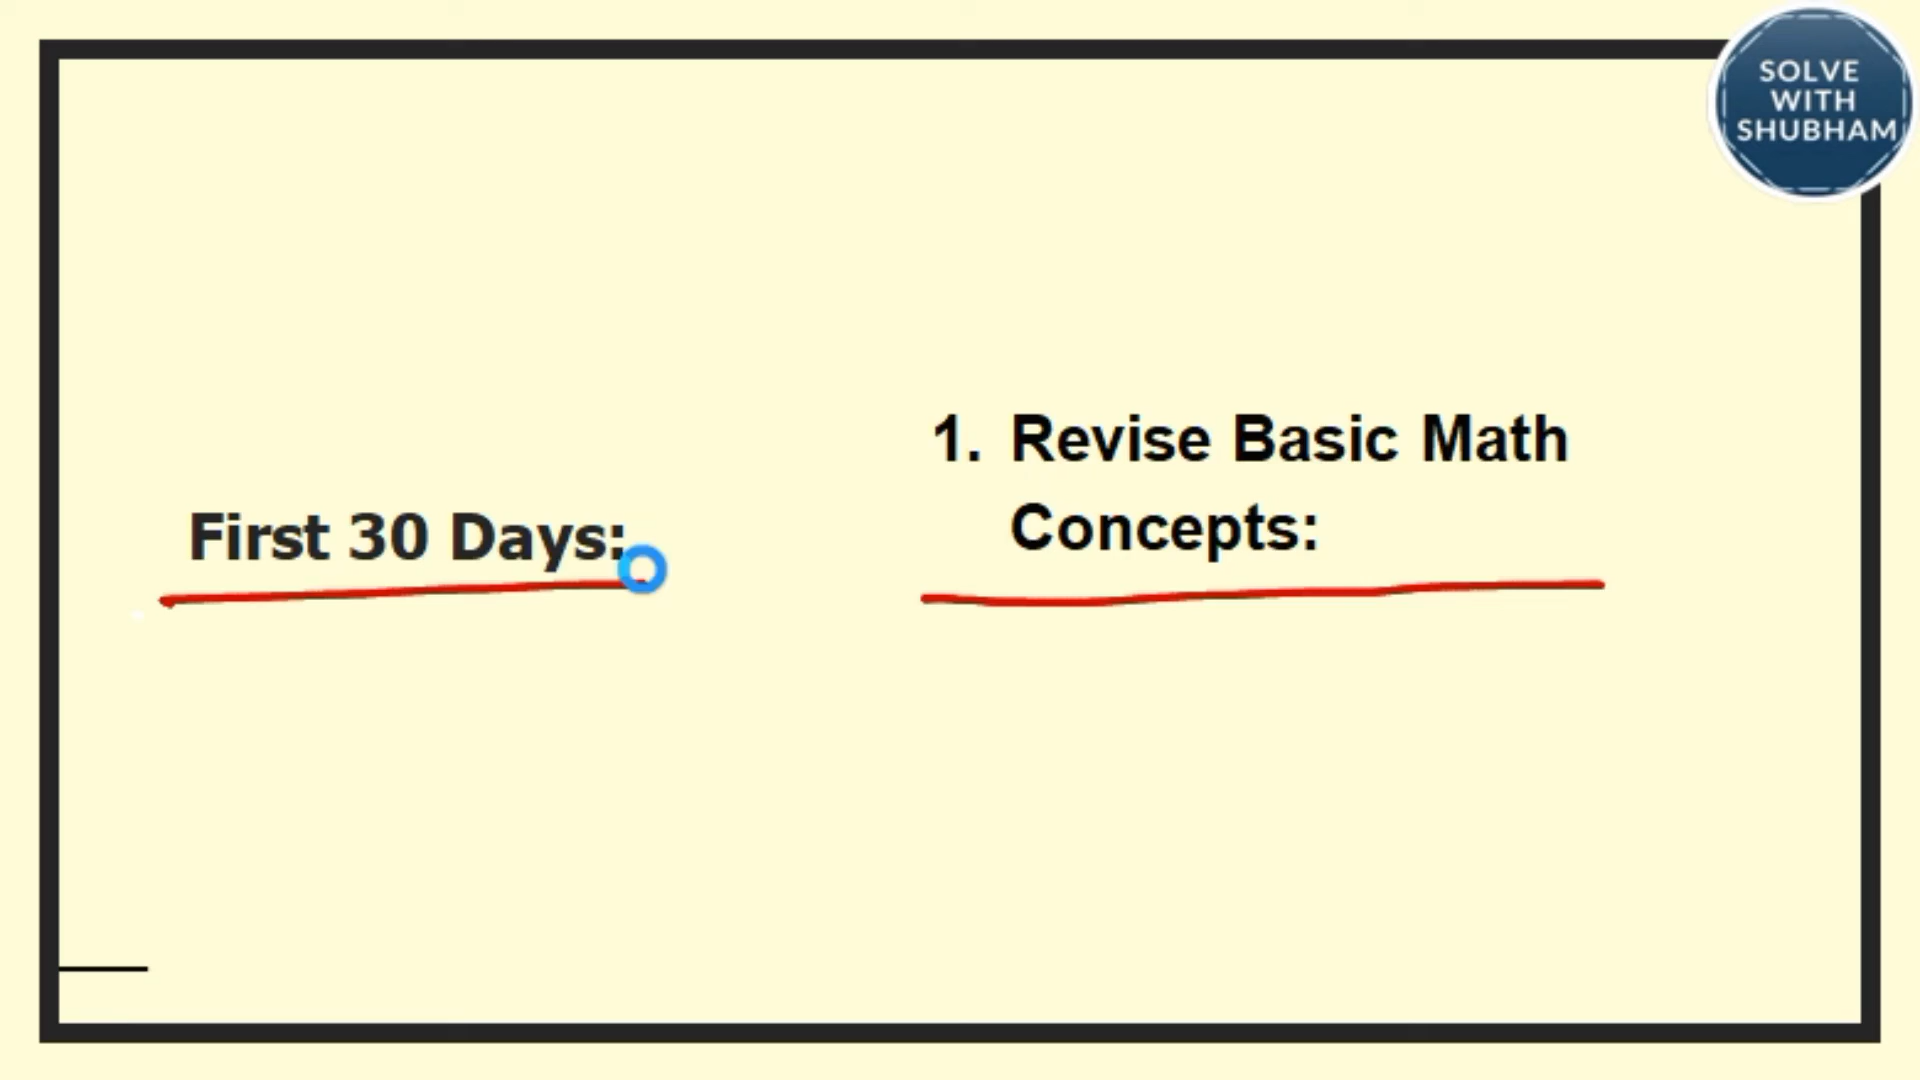 SOLVE
WITH
SHUBHAM
First 30 Days:
1. Revise Basic Math
Concepts: